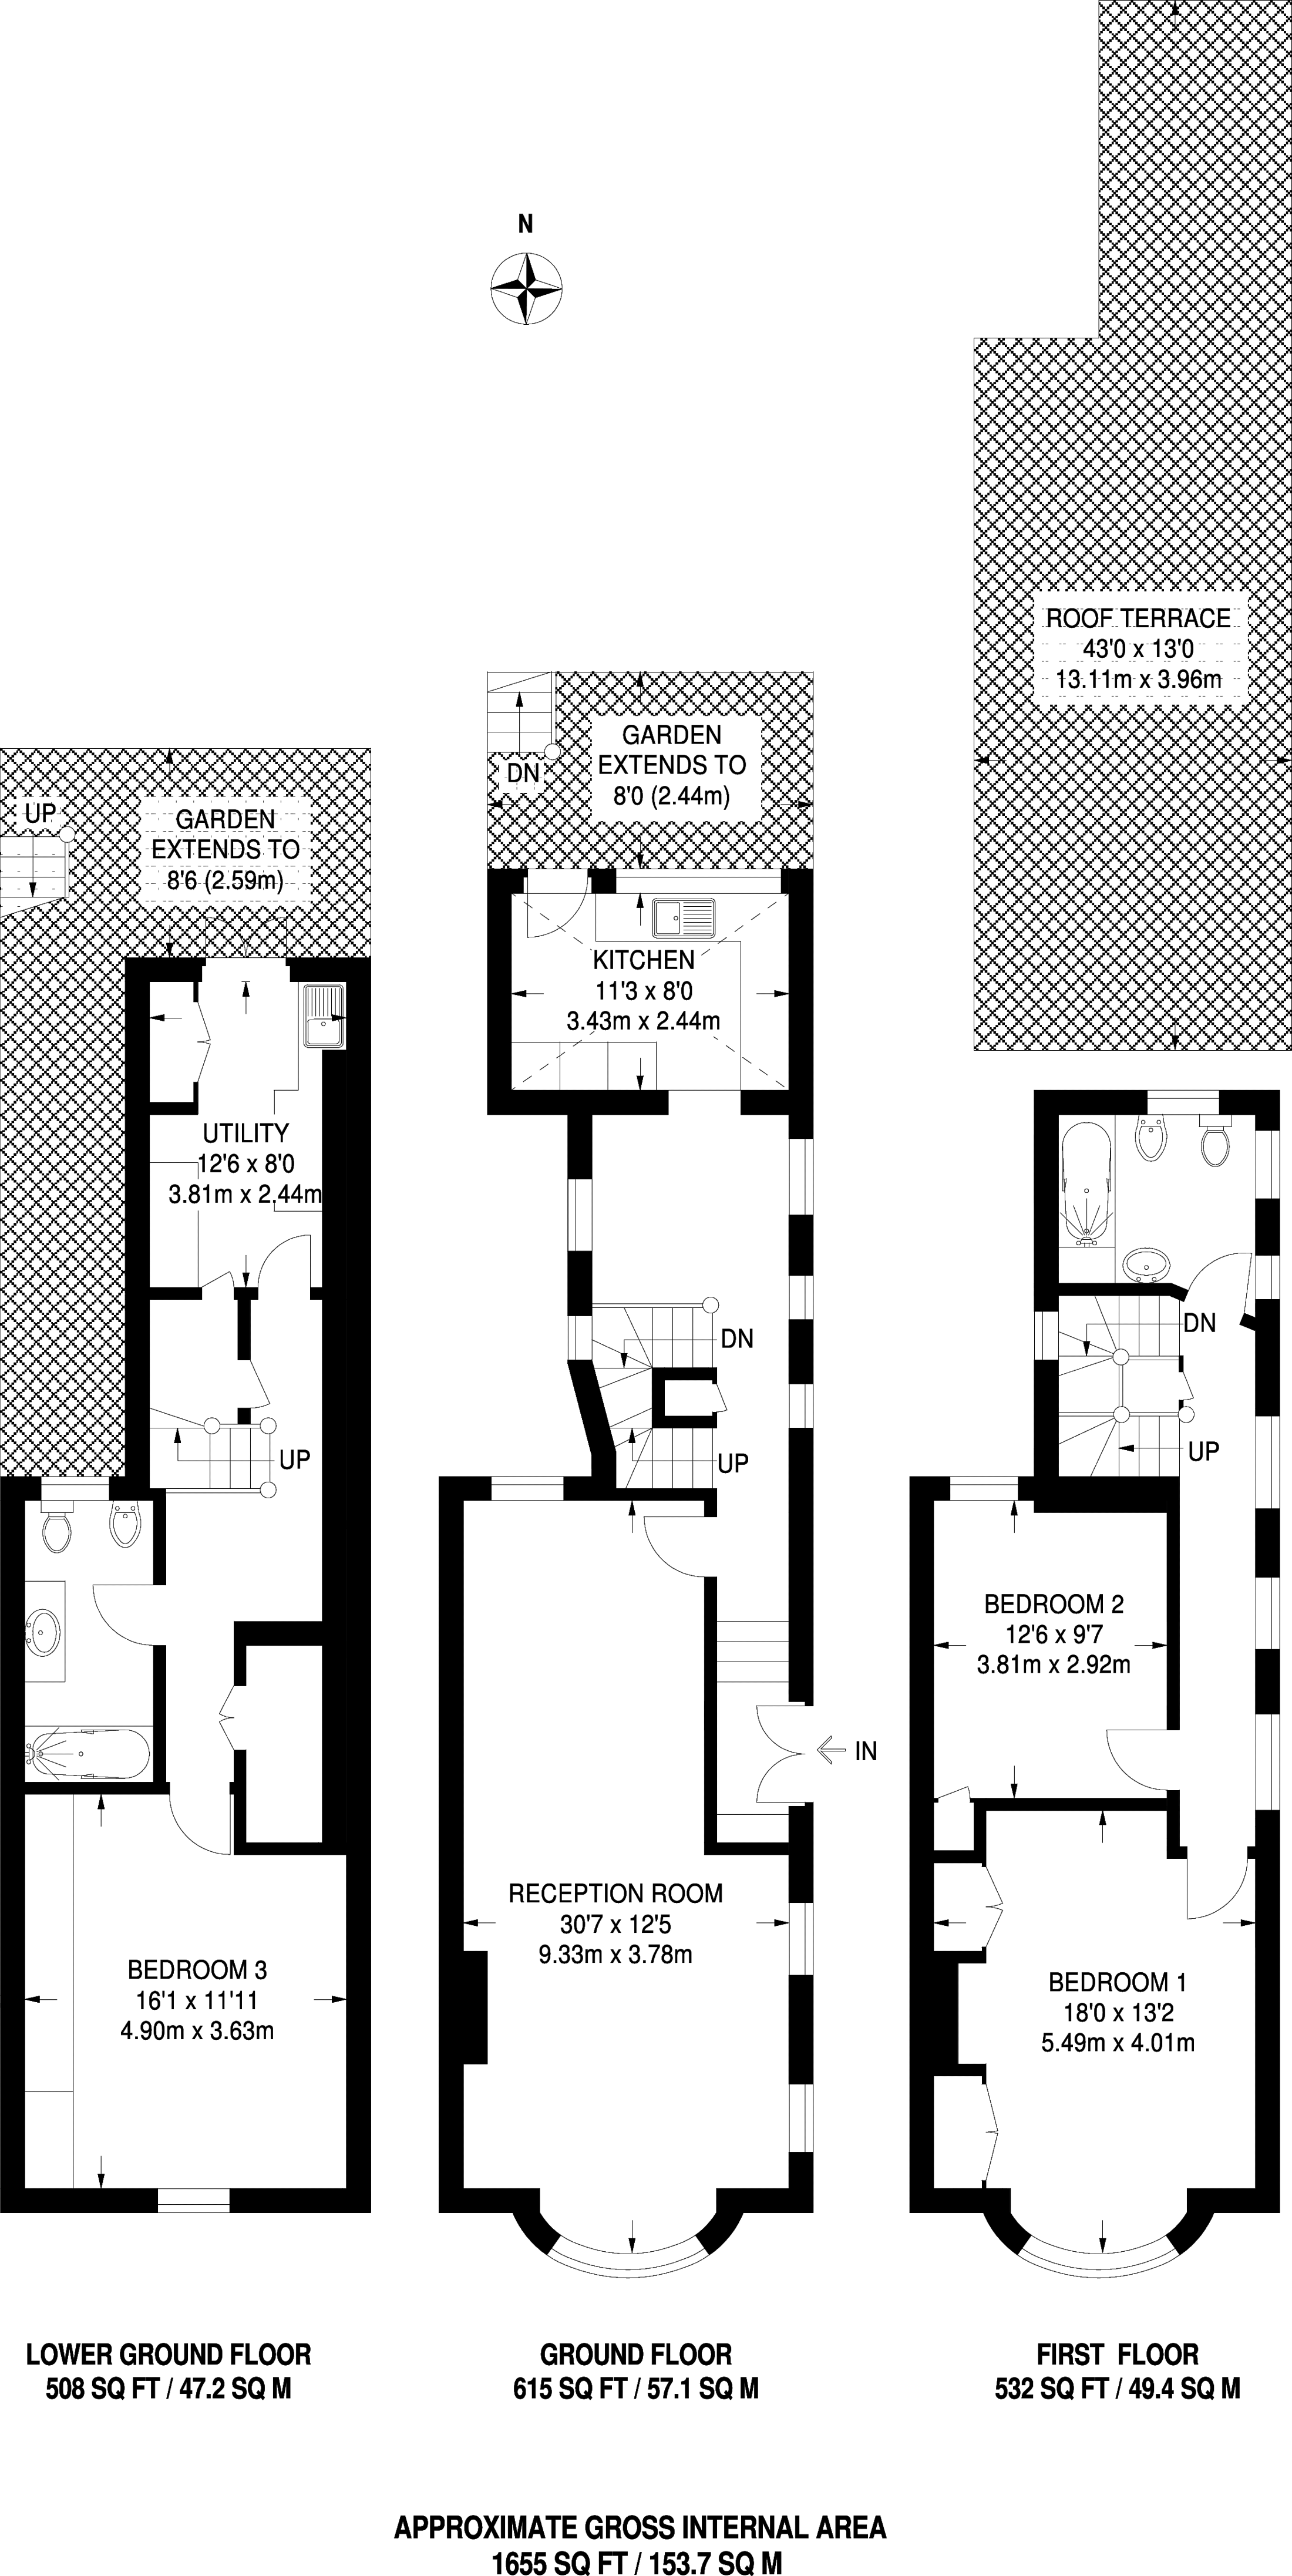 N
ROOF TERRACE
43'0 x 13'0
13.11m x 3.96m
GARDEN
EXTENDS TO
8'0 (2.44m)
DN
UP
GARDEN
EXTENDS TO
8'6 (2.59m)
KITCHEN
11'3 x 8'0
3.43m x 2.44m
UTILITY
12'6 x 8'0
3.81m x 2.44m
DN
DN
UP
UP
UP
BEDROOM 2
12'6 x 9'7
3.81m x 2.92m
IN
RECEPTION ROOM
30'7 x 12'5
9.33m x 3.78m
BEDROOM 3
16'1 x 11'11
4.90m x 3.63m
BEDROOM 1
18'0 x 13'2
5.49m x 4.01m
LOWER GROUND FLOOR
508 SQ FT / 47.2 SQ M
GROUND FLOOR
615 SQ FT / 57.1 SQ M
FIRST FLOOR
532 SQ FT / 49.4 SQ M
APPROXIMATE GROSS INTERNAL AREA
1655 SQ FT / 153.7 SQ M